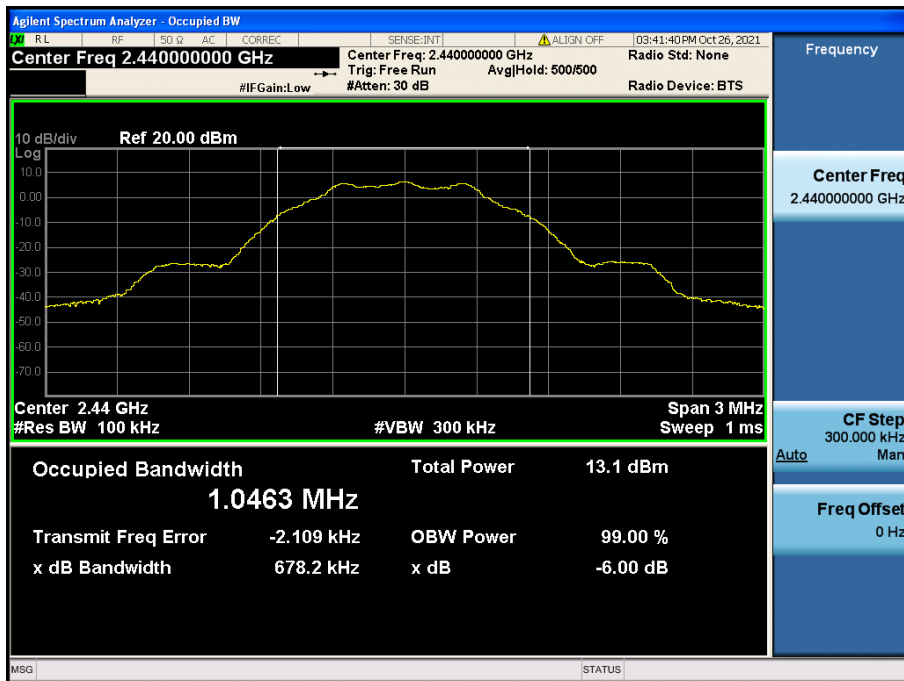 Agilent Spectrum Analyzer - Occupied BW
LXI RL RF 50 Ω AC CORREC SENSE:INT ALIGN OFF 03:41:40 PM Oct 26, 2021
Center Freq 2.440000000 GHz
Center Freq: 2.440000000 GHz
Radio Std: None
Trig: Free Run Avg|Hold: 500/500
#IFGain:Low
#Atten: 30 dB
Radio Device: BTS
10 dB/div Ref 20.00 dBm
Log
10.0
0.00
-10.0
-20.0
-30.0
-40.0
-50.0
-60.0
-70.0
Center 2.44 GHz Span 3 MHz
#Res BW 100 kHz #VBW 300 kHz Sweep 1 ms
Occupied Bandwidth Total Power 13.1 dBm
1.0463 MHz
Transmit Freq Error -2.109 kHz OBW Power 99.00 %
x dB Bandwidth 678.2 kHz x dB -6.00 dB
Frequency
Center Freq
2.440000000 GHz
CF Step
300.000 kHz
Auto Man
Freq Offset
0 Hz
MSG STATUS